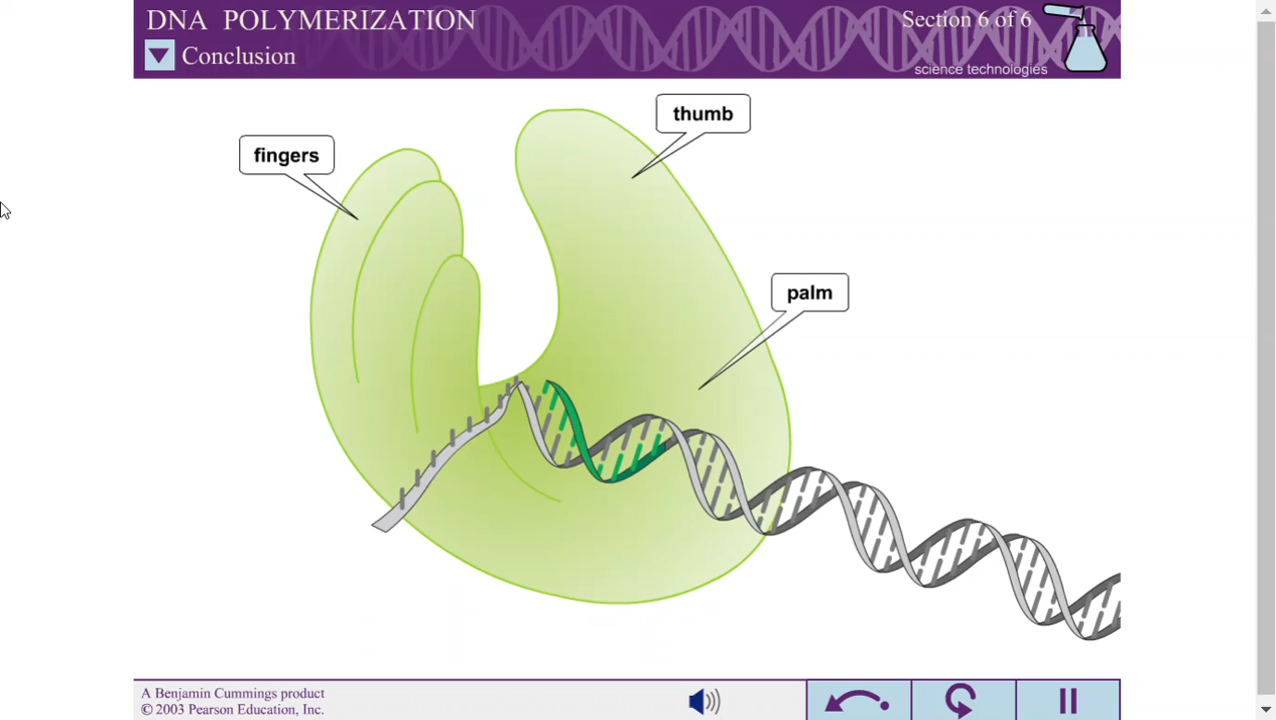 DNA POLYMERIZATION
Conclusion
Section 6 of 6
science technologies
thumb
fingers
palm
A Benjamin Cummings product
© 2003 Pearson Education, Inc.